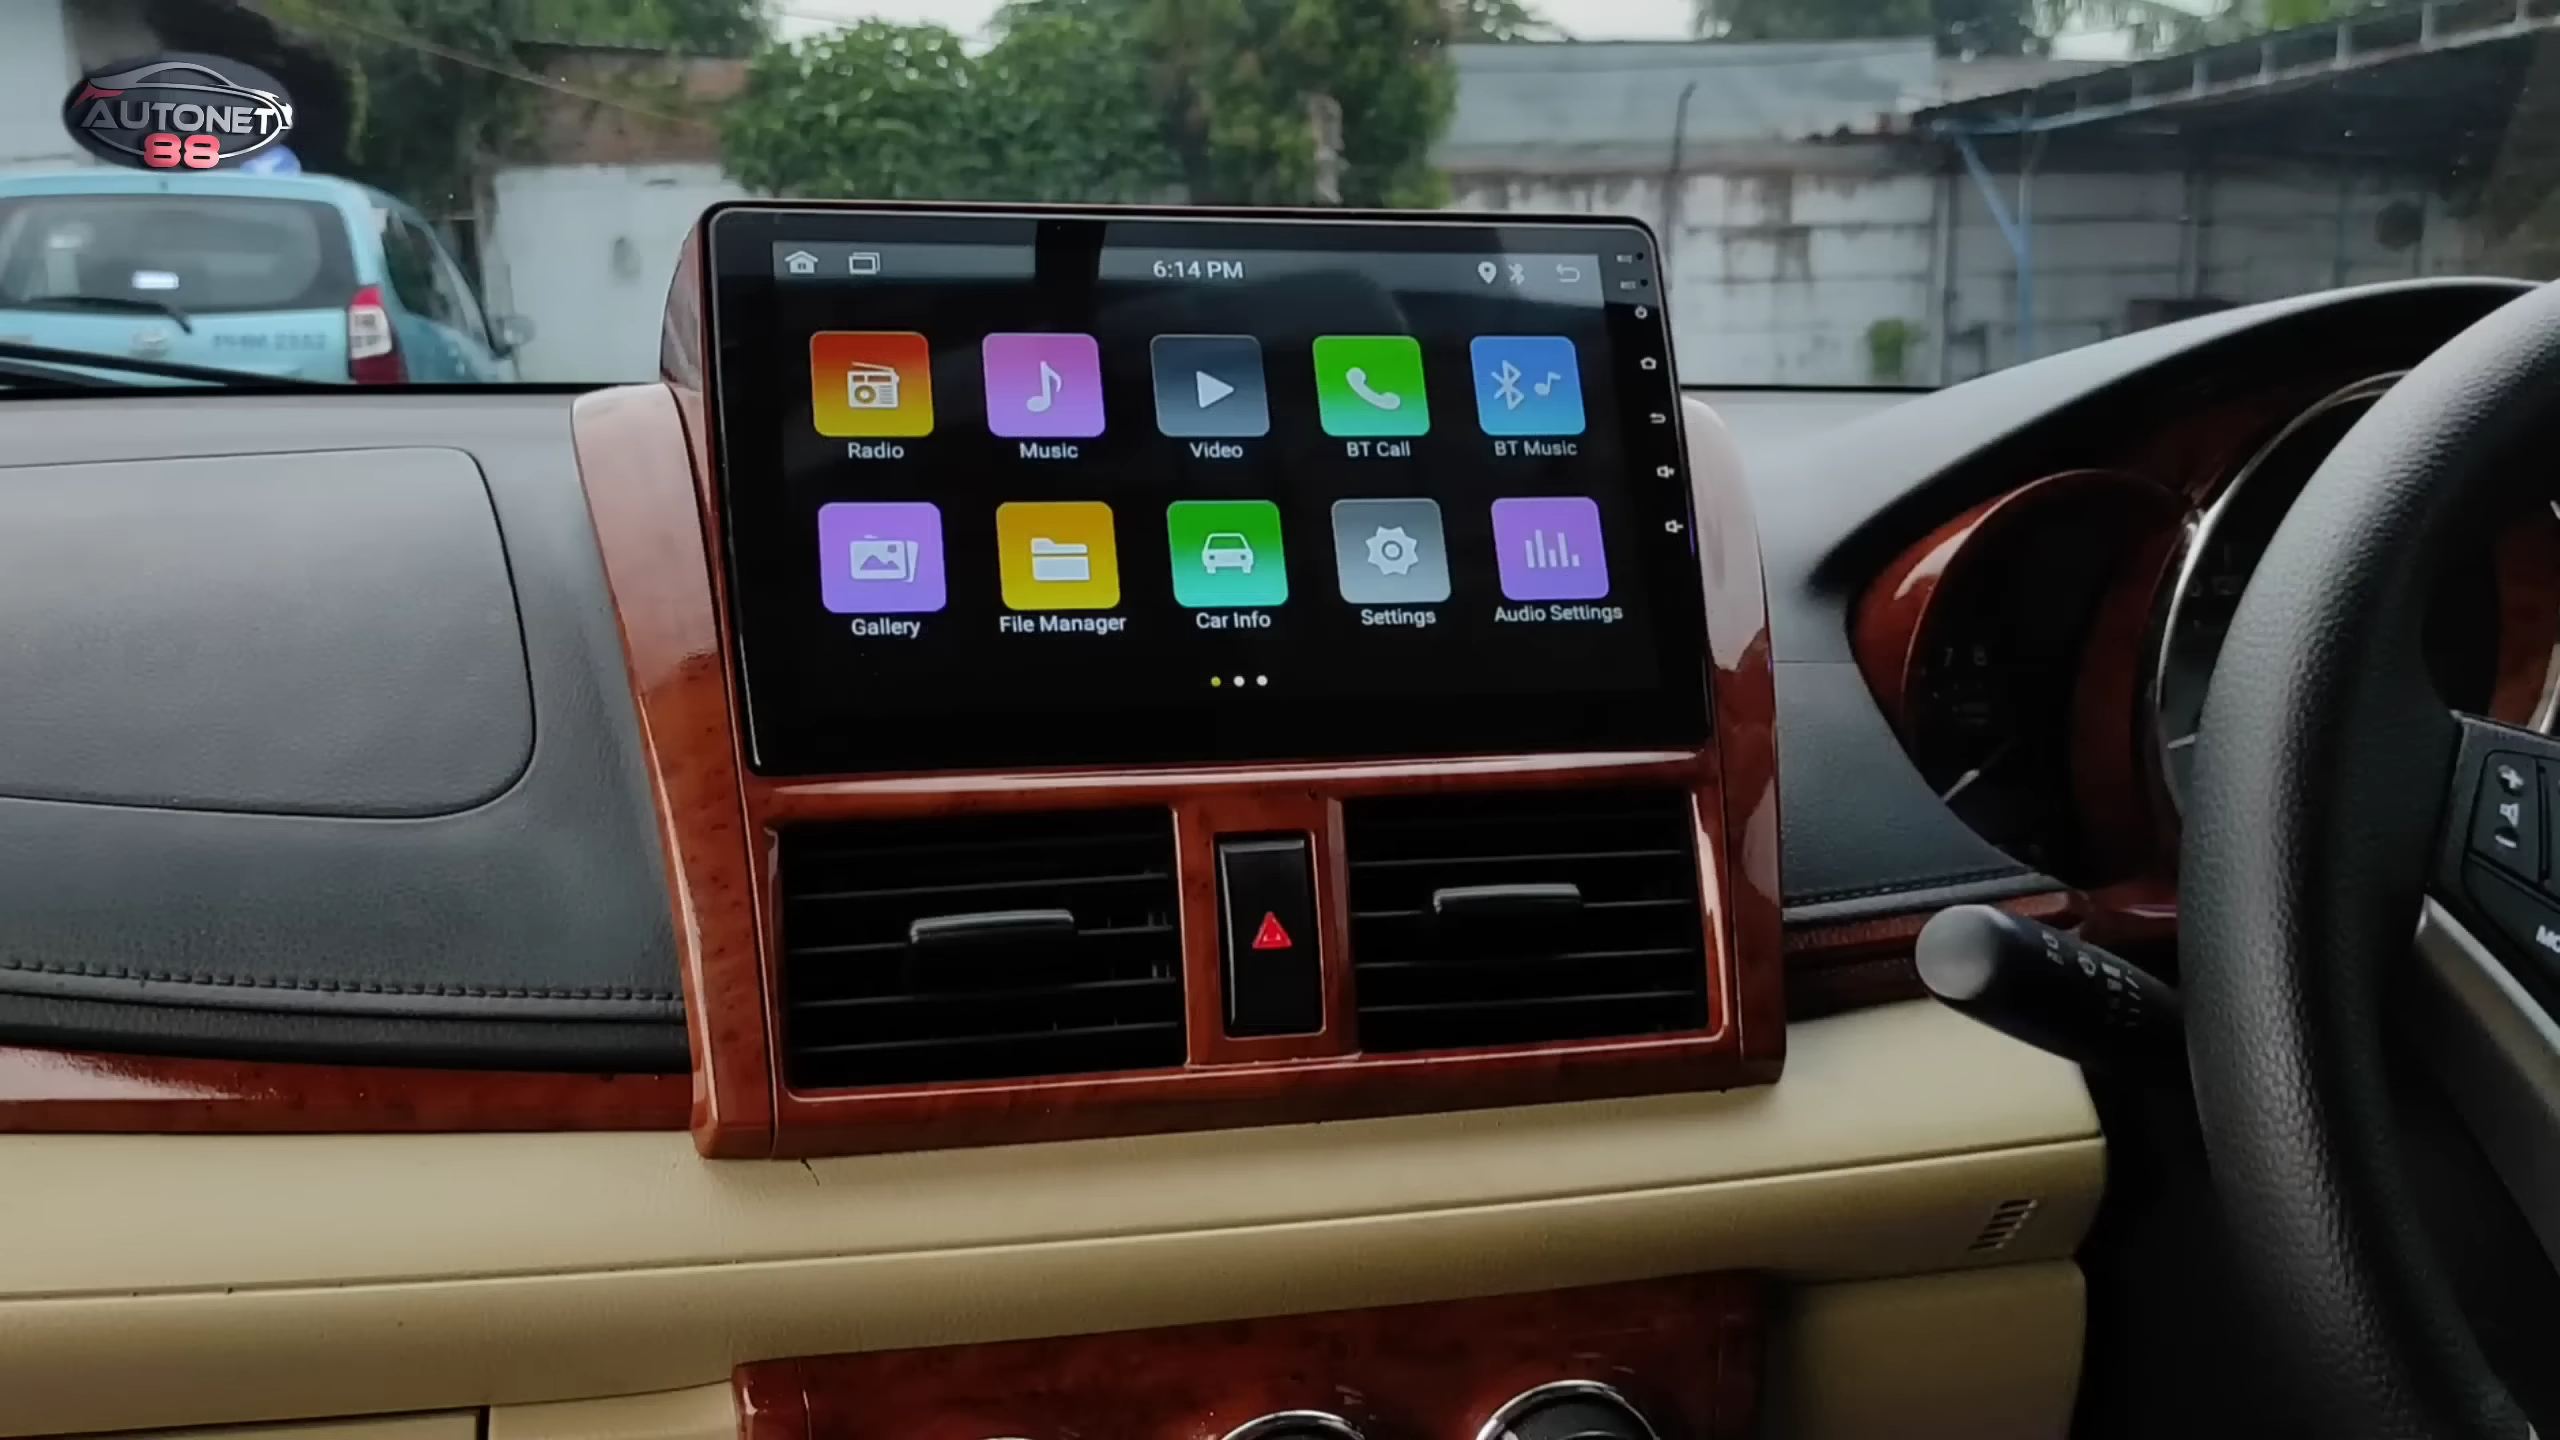 AUTONET
88
6:14 PM
Radio
Music
Video
BT Call
BT Music
Gallery
File Manager
Car Info
Settings
Audio Settings